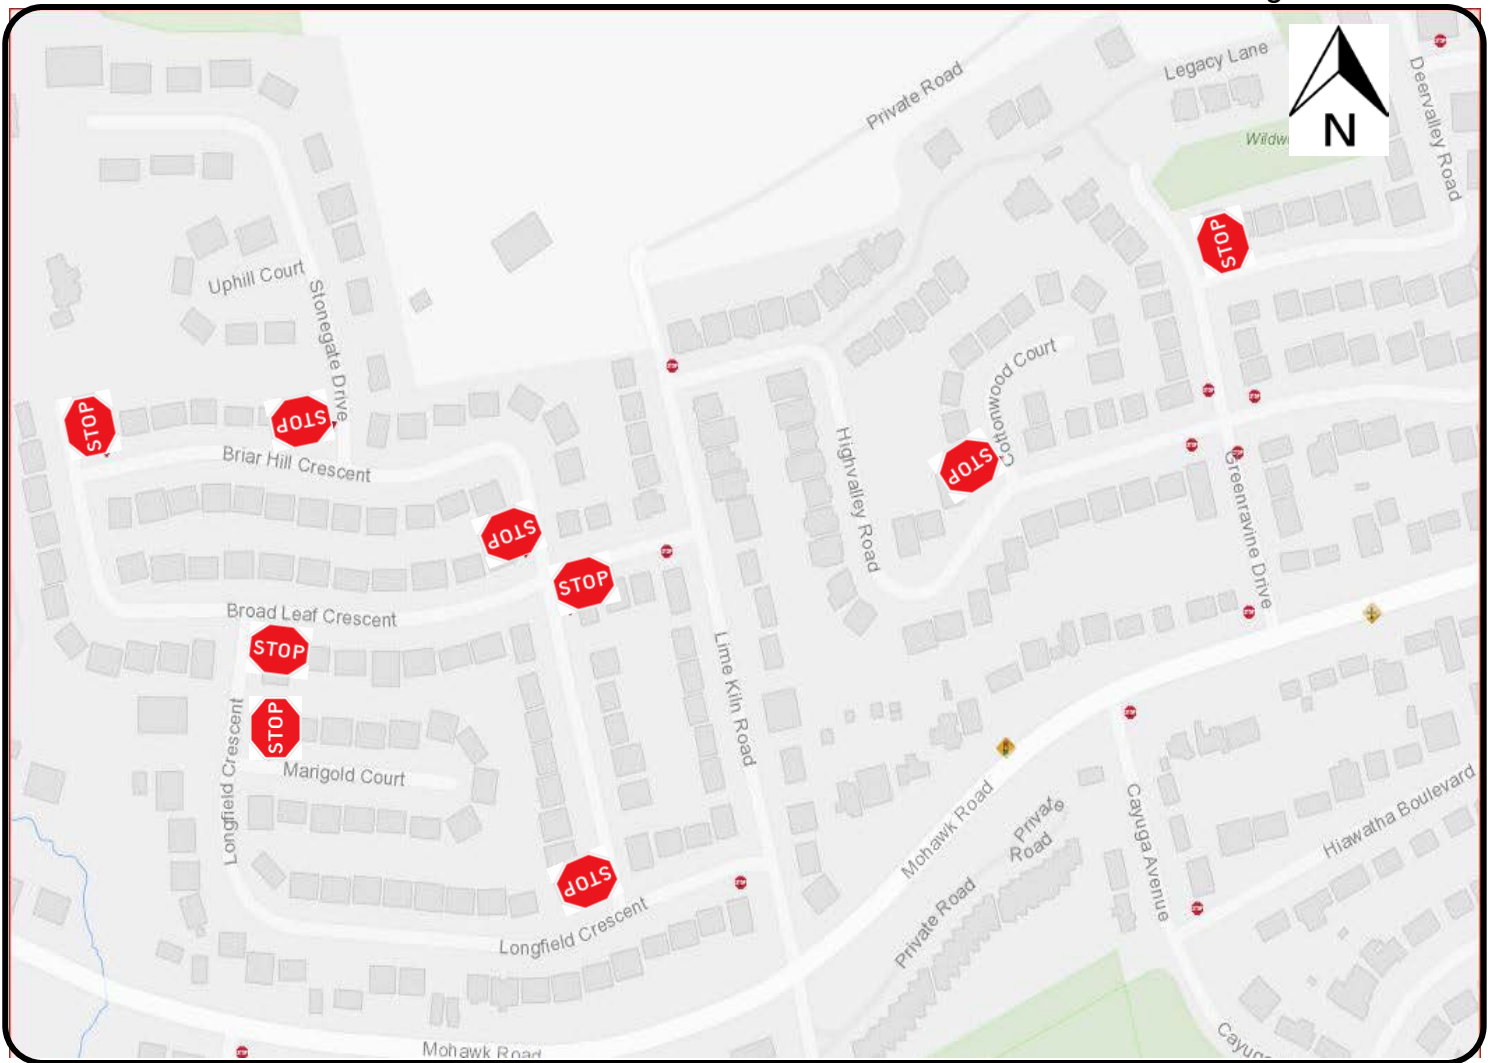 Legacy Lane
Private Road
Deervalley Road
N
Uphill Court
Stonegate Drive
STOP
Cottonwood Court
STOP
STOP
Briar Hill Crescent
Highvalley Road
STOP
Greenravine Drive
STOP
STOP
Broad Leaf Crescent
STOP
Lime Kiln Road
STOP
Longfield Crescent
Marigold Court
Mohawk Road
Private
Road
Cayuga Avenue
Hiawatha Boulevard
STOP
Private Road
Longfield Crescent
Mohawk Road